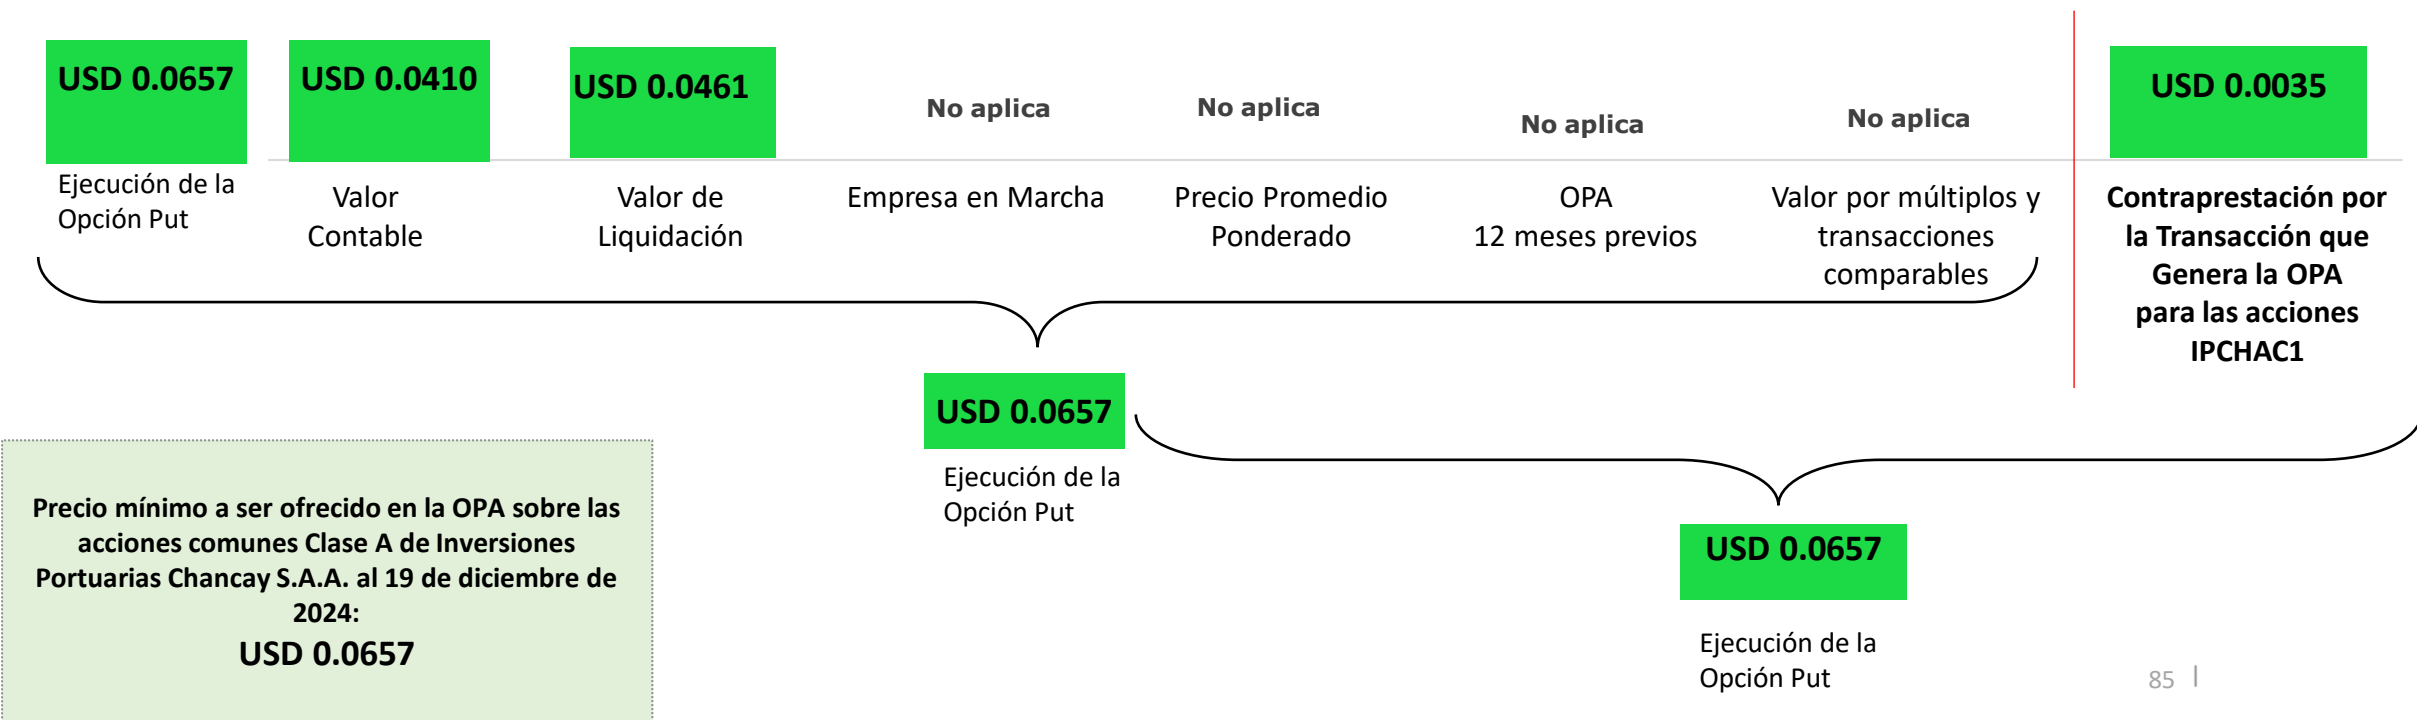 USD 0.0657
USD 0.0410
USD 0.0461
No aplica
No aplica
No aplica
No aplica
USD 0.0035
Ejecución de la
Opción Put
Valor
Contable
Valor de
Liquidación
Empresa en Marcha
Precio Promedio
Ponderado
OPA
12 meses previos
Valor por múltiplos y
transacciones
comparables
Contraprestación por
la Transacción que
Genera la OPA
para las acciones
IPCHAC1
USD 0.0657
Ejecución de la
Opción Put
Precio mínimo a ser ofrecido en la OPA sobre las
acciones comunes Clase A de Inversiones
Portuarias Chancay S.A.A. al 19 de diciembre de
2024:
USD 0.0657
USD 0.0657
Ejecución de la
Opción Put
85 |